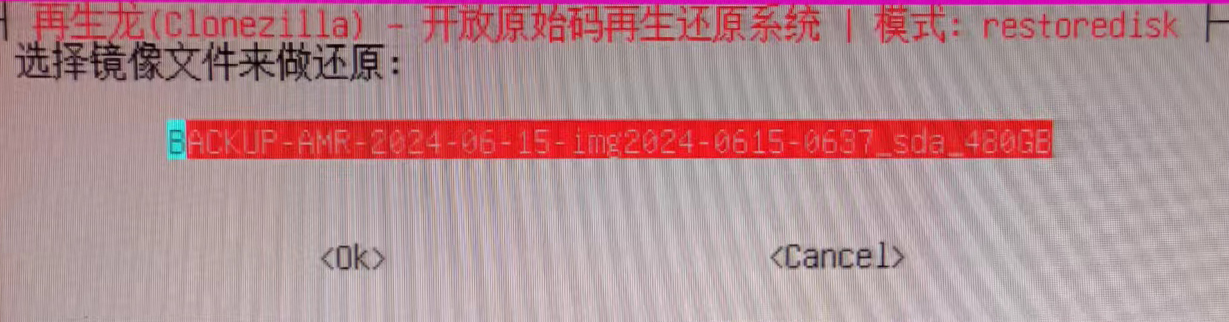 再生龙(Clonezilla) - 开放原始码再生还原系统 | 模式: restoredisk
选择镜像文件来做还原:
BACKUP-AMR-2024-06-15-img2024-0615-0637_sda_480GB
<Ok> <Cancel>